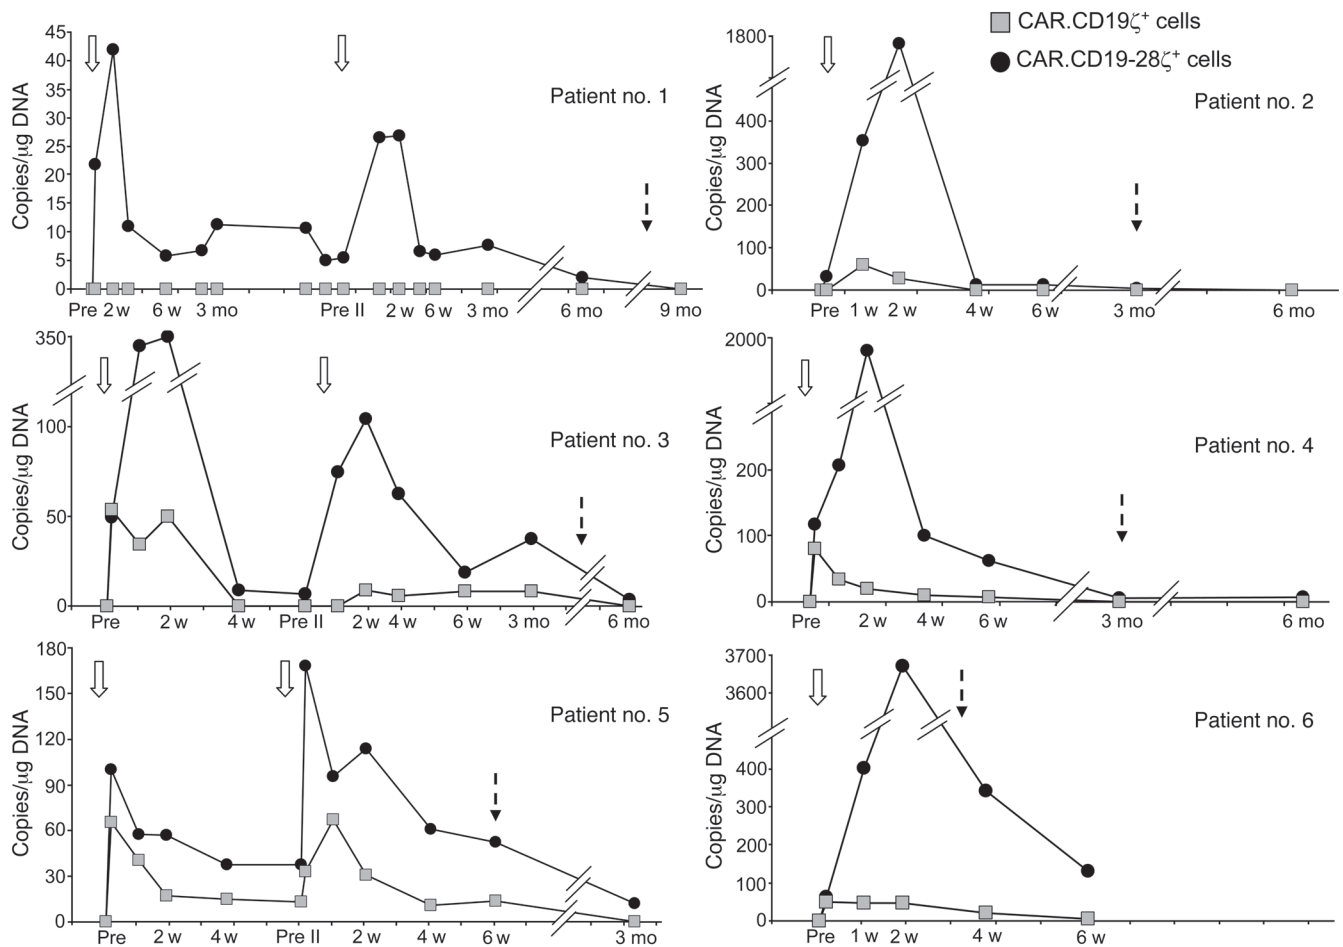 CAR.CD19ζ+ cells
CAR.CD19-28ζ+ cells
Patient no. 1
Copies/μg DNA
45
40
35
30
25
20
15
10
5
0
Pre 2 w 6 w 3 mo Pre II 2 w 6 w 3 mo 6 mo 9 mo
Patient no. 2
Copies/μg DNA
1800
400
300
200
100
0
Pre 1 w 2 w 4 w 6 w 3 mo 6 mo
Patient no. 3
Copies/μg DNA
350
100
50
0
Pre 2 w 4 w Pre II 2 w 4 w 6 w 3 mo 6 mo
Patient no. 4
Copies/μg DNA
2000
200
100
0
Pre 2 w 4 w 6 w 3 mo 6 mo
Patient no. 5
Copies/μg DNA
180
150
120
90
60
30
0
Pre 2 w 4 w Pre II 2 w 4 w 6 w 3 mo
Patient no. 6
Copies/μg DNA
3700
3600
400
300
200
100
0
Pre 1 w 2 w 4 w 6 w